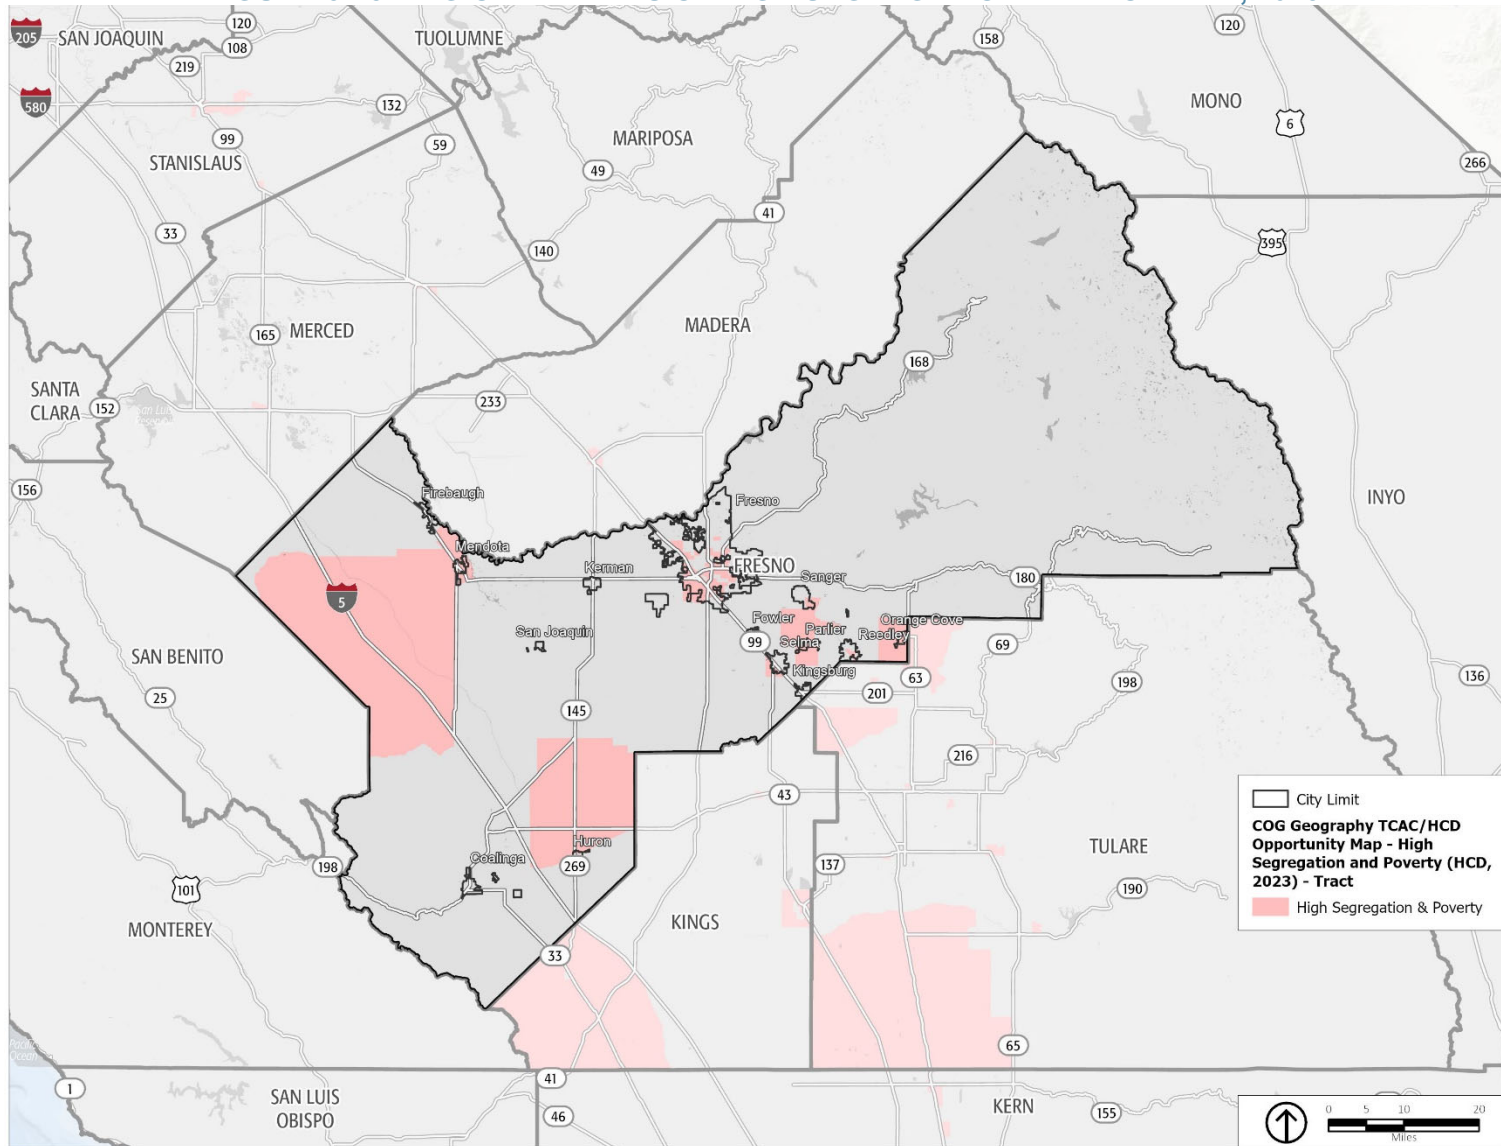 120
205
SAN JOAQUIN
108
TUOLUMNE
158
120
219
580
132
MONO
6
99
59
MARIPOSA
STANISLAUS
49
266
41
33
140
395
165
MERCED
MADERA
168
SANTA
CLARA
152
San Luis
233
156
Firebaugh
Fresno
INYO
Mendota
Kerman
FRESNO
Sanger
180
5
San Joaquin
Fowler
Orange Cove
99
Parlier
Reedley
Selma
69
SAN BENITO
Kingsburg
63
198
136
25
201
145
216
43
City Limit
COG Geography TCAC/HCD
Opportunity Map - High
Segregation and Poverty (HCD,
2023) - Tract
High Segregation & Poverty
Huron
TULARE
198
Coalinga
269
137
101
190
MONTEREY
KINGS
33
Pacific
Ocean
65
1
41
SAN LUIS
OBISPO
46
KERN
155
0 5 10 20
Miles